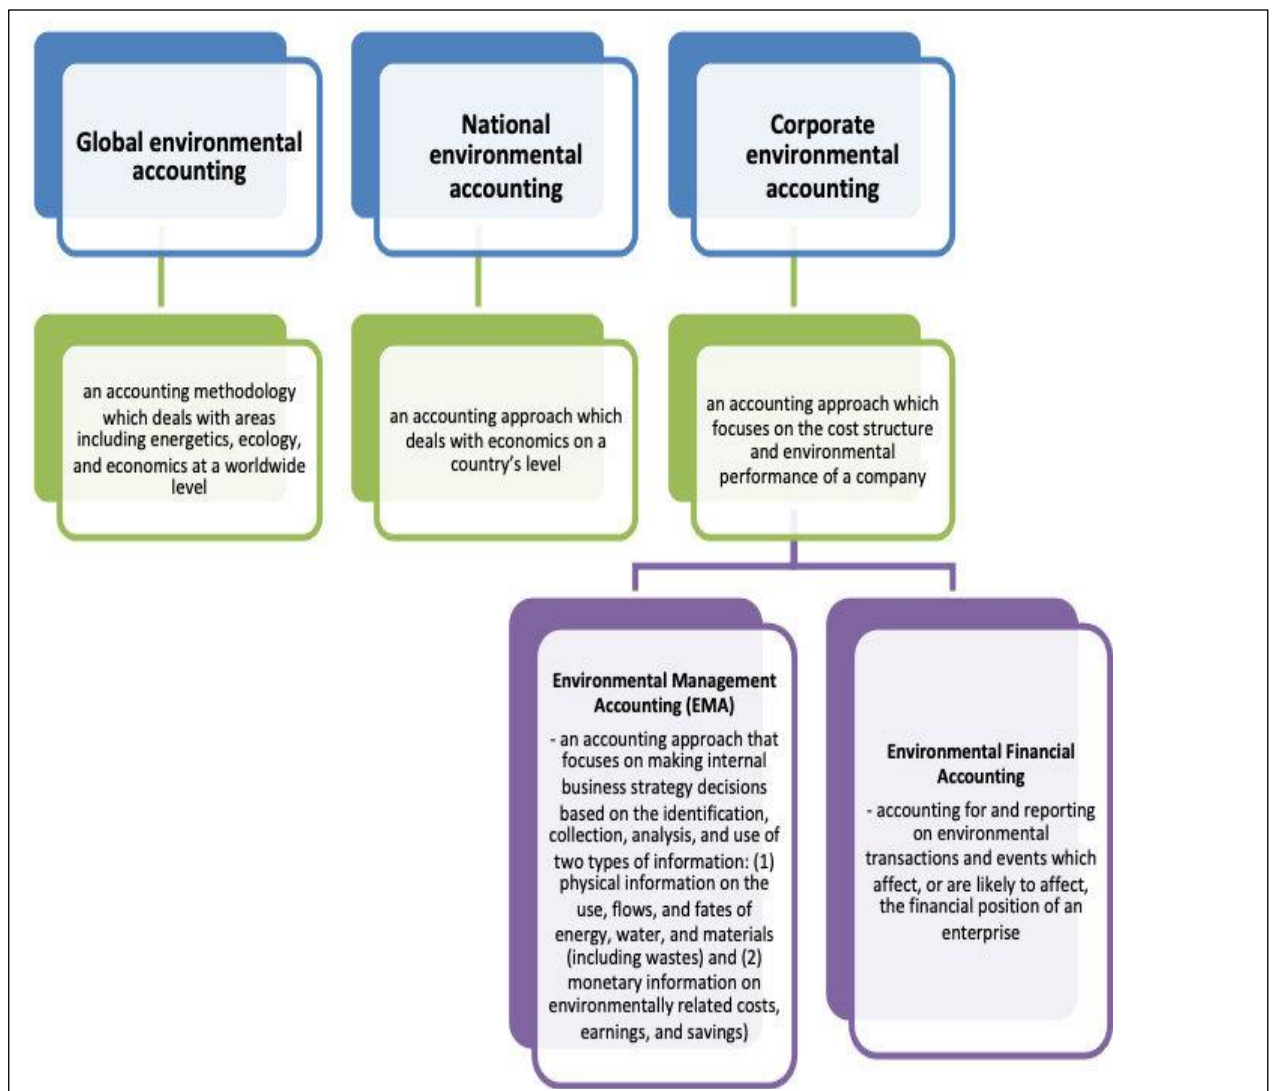 Global environmental
accounting
National
environmental
accounting
Corporate
environmental
accounting
an accounting methodology
which deals with areas
including energetics, ecology,
and economics at a worldwide
level
an accounting approach which
deals with economics on a
country's level
an accounting approach which
focuses on the cost structure
and environmental
performance of a company
Environmental Management
Accounting (EMA)
- an accounting approach that
focuses on making internal
business strategy decisions
based on the identification,
collection, analysis, and use of
two types of information: (1)
physical information on the
use, flows, and fates of
energy, water, and materials
(including wastes) and (2)
monetary information on
environmentally related costs,
earnings, and savings)
Environmental Financial
Accounting
- accounting for and reporting
on environmental
transactions and events which
affect, or are likely to affect,
the financial position of an
enterprise